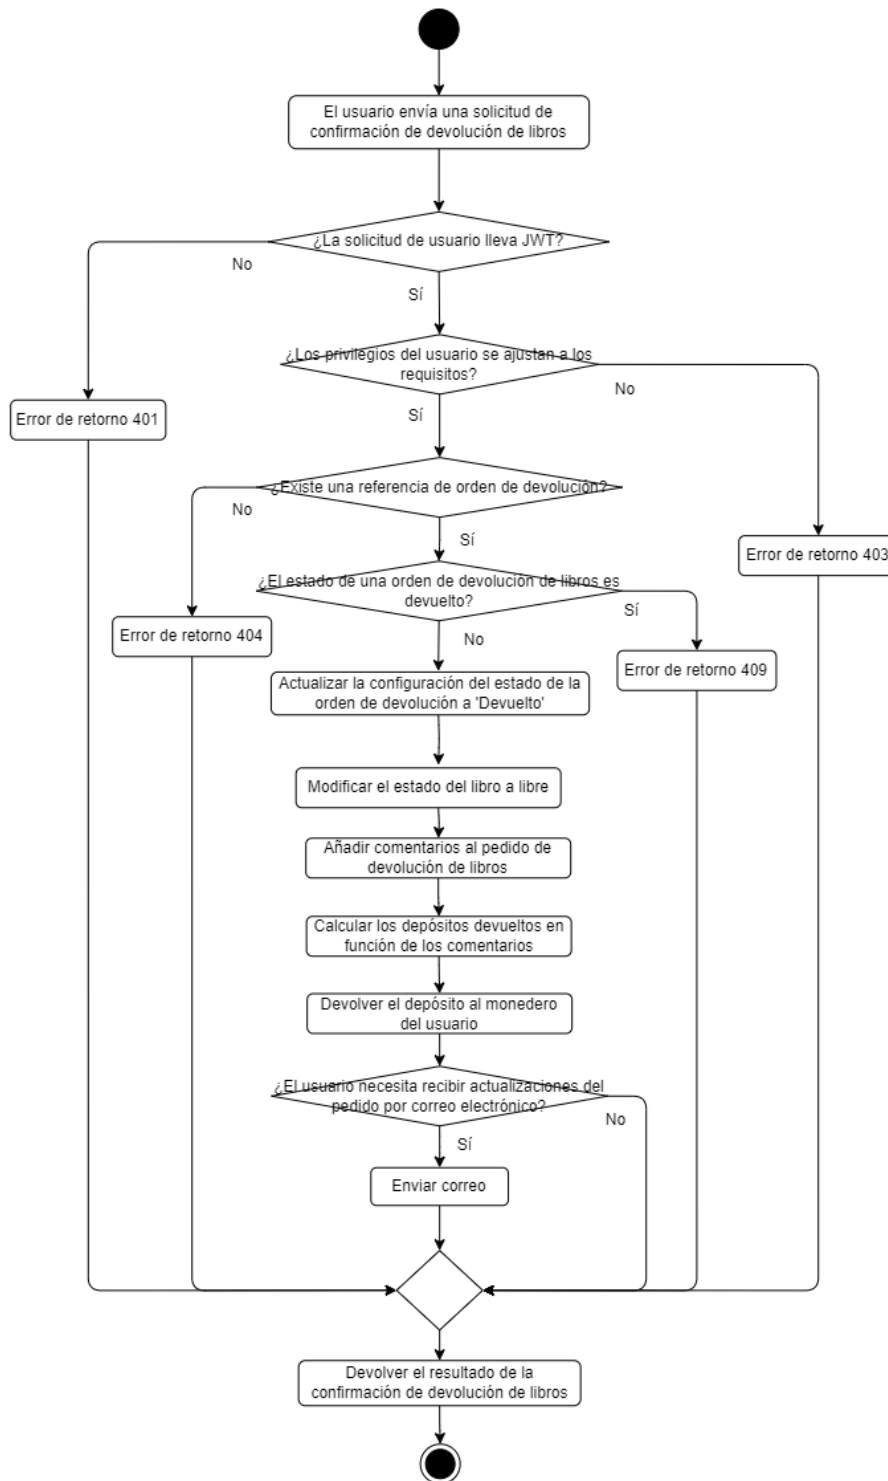 El usuario envía una solicitud de
confirmación de devolución de libros
¿La solicitud de usuario lleva JWT?
No
Sí
¿Los privilegios del usuario se ajustan a los
requisitos?
No
Sí
Error de retorno 401
¿Existe una referencia de orden de devolución?
No
Sí
Error de retorno 403
¿El estado de una orden de devolución de libros es
devuelto?
Sí
No
Error de retorno 404
Error de retorno 409
Actualizar la configuración del estado de la
orden de devolución a 'Devuelto'
Modificar el estado del libro a libre
Añadir comentarios al pedido de
devolución de libros
Calcular los depósitos devueltos en
función de los comentarios
Devolver el depósito al monedero
del usuario
¿El usuario necesita recibir actualizaciones del
pedido por correo electrónico?
No
Sí
Enviar correo
Devolver el resultado de la
confirmación de devolución de libros